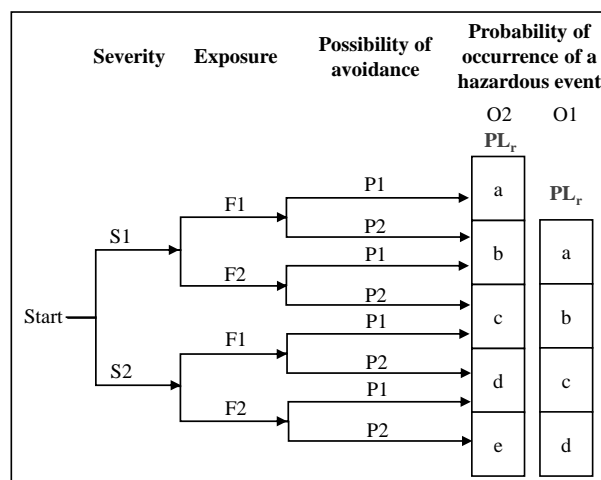 Severity
Exposure
Possibility of
avoidance
Probability of
occurrence of a
hazardous event
O2
O1
PLr
PLr
Start
S1
S2
F1
F2
F1
F2
P1
P2
P1
P2
P1
P2
P1
P2
a
b
c
d
e
a
b
c
d